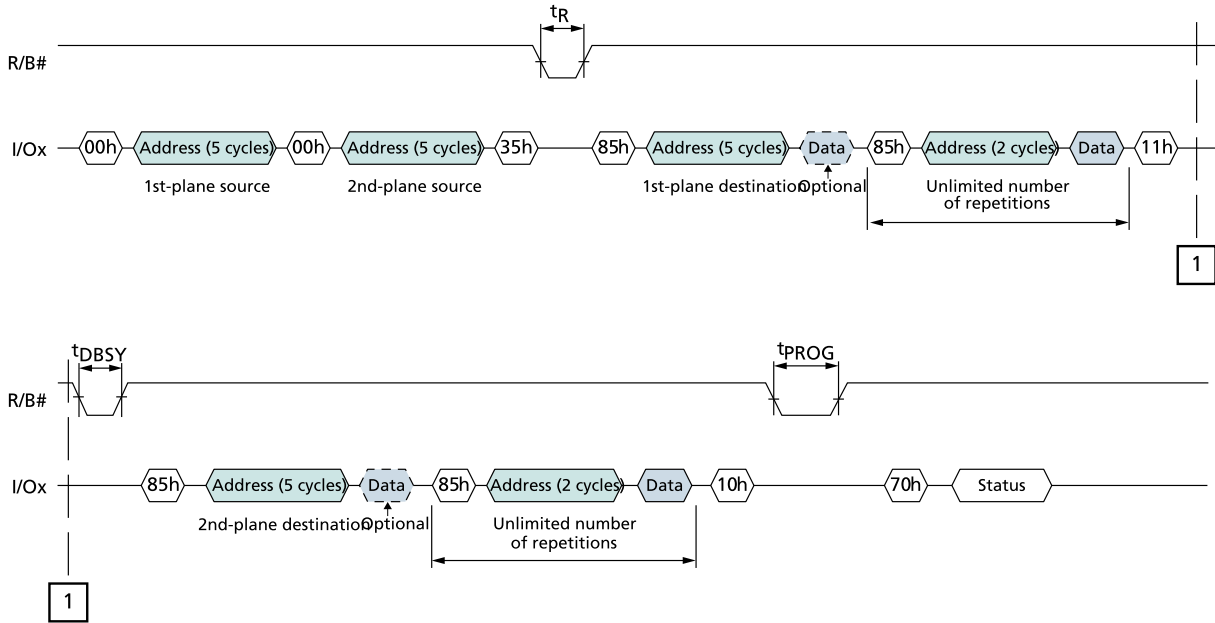 tR
R/B#
I/Ox 00h Address (5 cycles) 00h Address (5 cycles) 35h 85h Address (5 cycles) Data 85h Address (2 cycles) Data 11h
1st-plane source 2nd-plane source 1st-plane destination Optional Unlimited number
of repetitions
1
tDBSY tPROG
R/B#
I/Ox 85h Address (5 cycles) Data 85h Address (2 cycles) Data 10h 70h Status
2nd-plane destination Optional Unlimited number
of repetitions
1